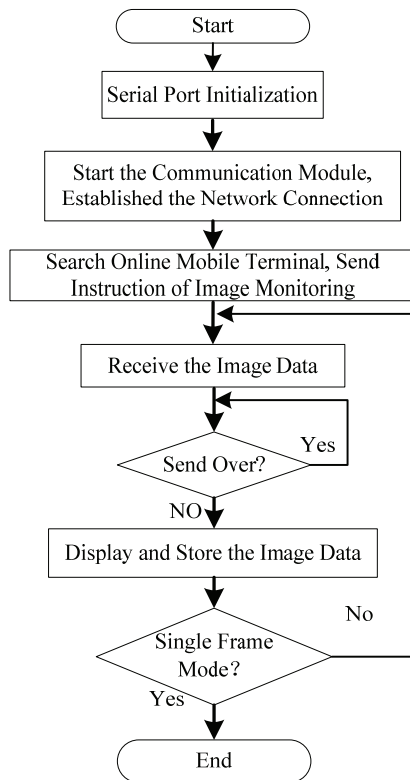 Start
Serial Port Initialization
Start the Communication Module,
Established the Network Connection
Search Online Mobile Terminal, Send
Instruction of Image Monitoring
Receive the Image Data
Yes
Send Over?
NO
Display and Store the Image Data
No
Single Frame
Mode?
Yes
End